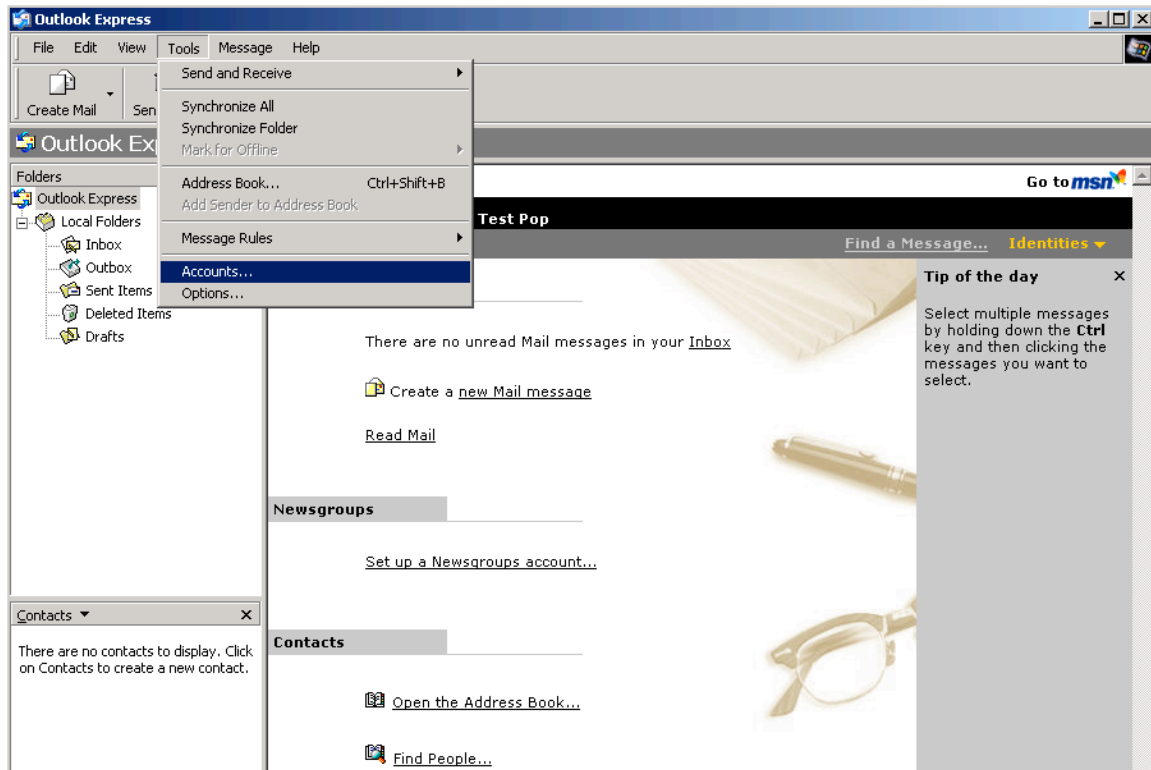 Outlook Express
File Edit View Tools Message Help
Create Mail
Sen
Send and Receive
Synchronize All
Synchronize Folder
Mark for Offline
Address Book... Ctrl+Shift+B
Add Sender to Address Book
Message Rules
Accounts...
Options...
Outlook Exp
Folders
Outlook Express
Local Folders
Inbox
Outbox
Sent Items
Deleted Items
Drafts
Contacts
There are no contacts to display. Click
on Contacts to create a new contact.
Go to msn
Test Pop
Find a Message... Identities
There are no unread Mail messages in your Inbox
Create a new Mail message
Read Mail
Newsgroups
Set up a Newsgroups account...
Contacts
Open the Address Book...
Find People...
Tip of the day
Select multiple messages
by holding down the Ctrl
key and then clicking the
messages you want to
select.